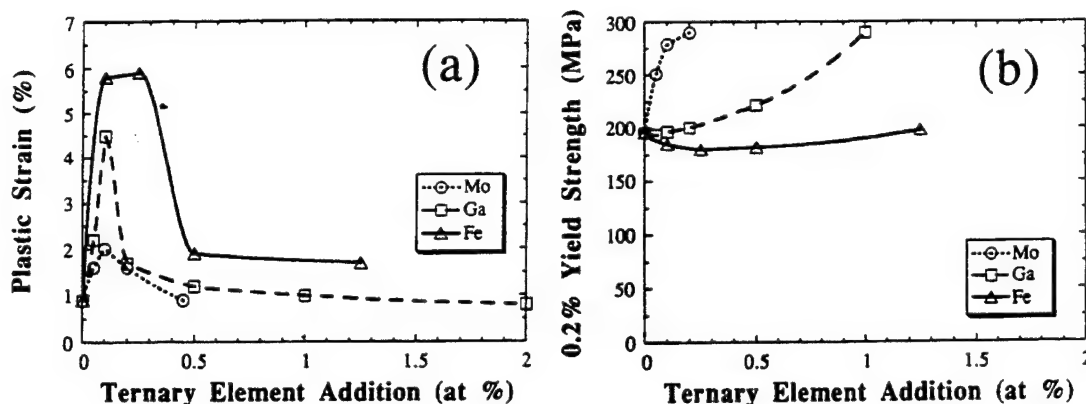 7
6
5
4
3
2
1
0
Plastic Strain (%)
(a)
Mo
Ga
Fe
0 0.5 1 1.5 2
Ternary Element Addition (at %)
300
250
200
150
100
50
0
0.2% Yield Strength (MPa)
(b)
Mo
Ga
Fe
0 0.5 1 1.5 2
Ternary Element Addition (at %)